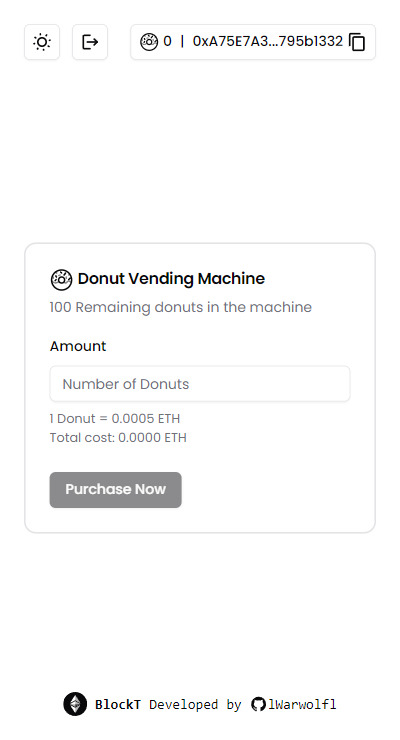 0 | 0xA75E7A3...795b1332
Donut Vending Machine
100 Remaining donuts in the machine
Amount
Number of Donuts
1 Donut = 0.0005 ETH
Total cost: 0.0000 ETH
Purchase Now
BlockT Developed by lWarwolfl